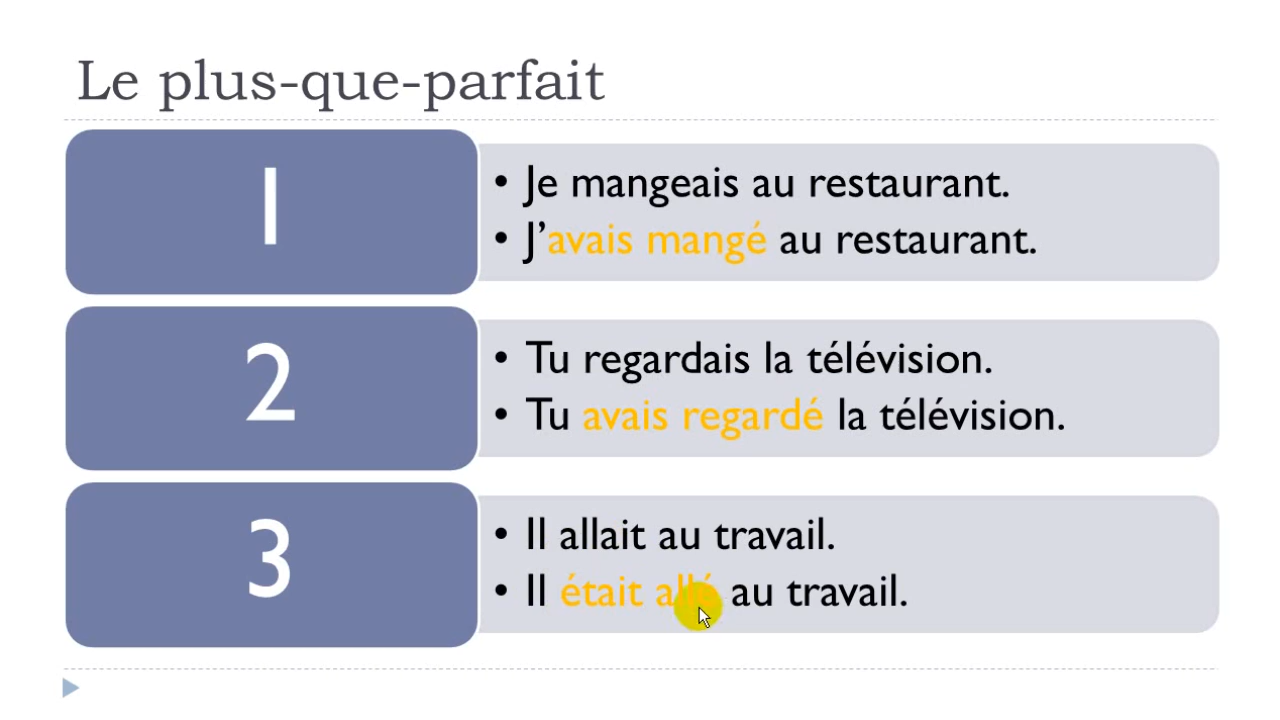 Le plus-que-parfait
1
• Je mangeais au restaurant.
• J’avais mangé au restaurant.
2
• Tu regardais la télévision.
• Tu avais regardé la télévision.
3
• Il allait au travail.
• Il était allé au travail.